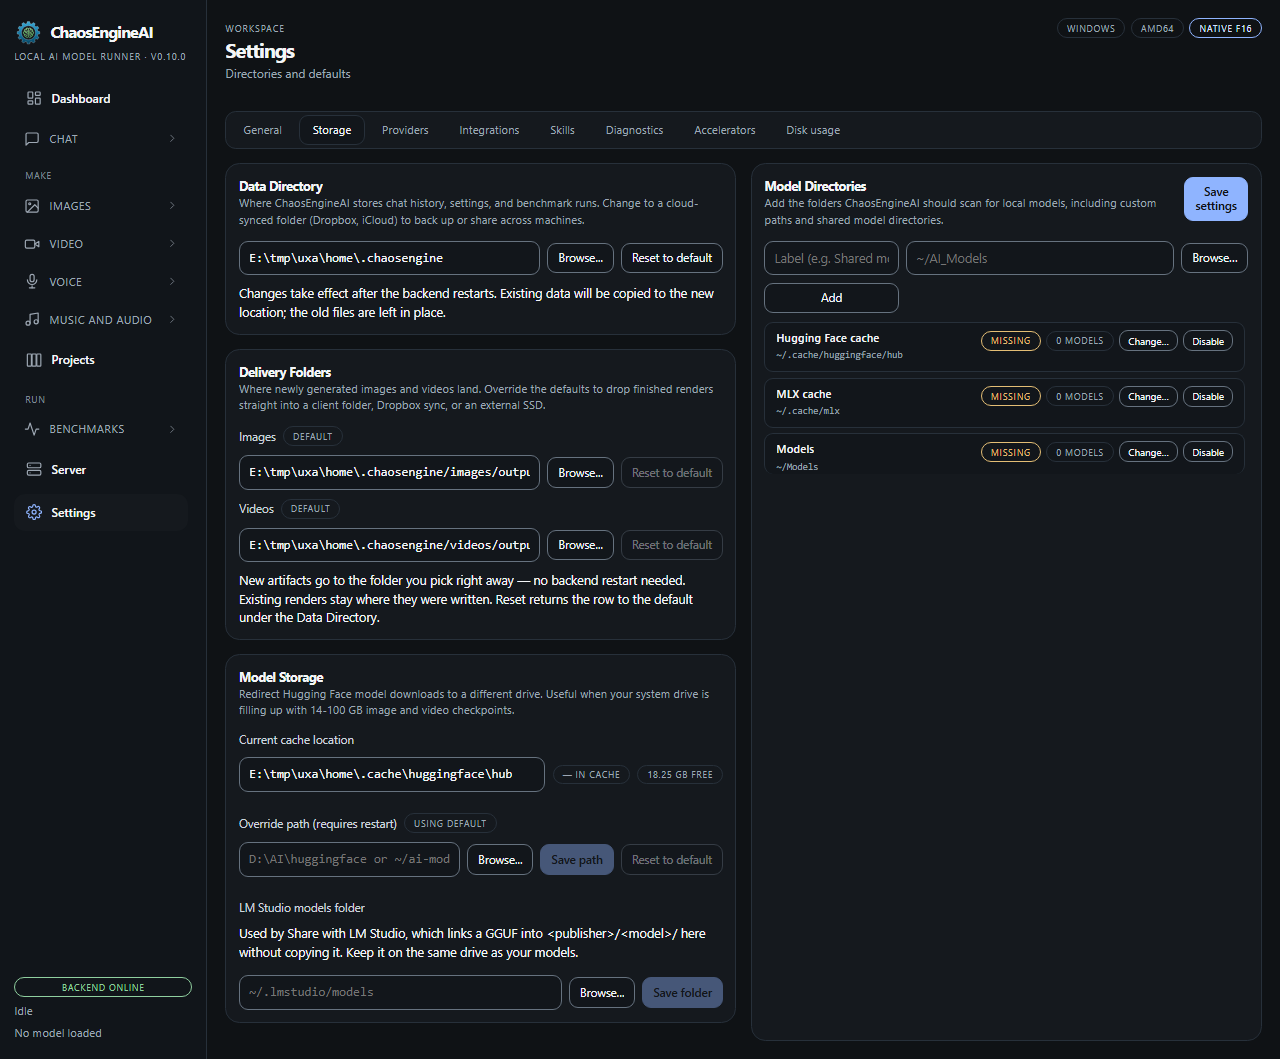 ChaosEngineAI
LOCAL AI MODEL RUNNER · V0.10.0
Dashboard
CHAT
MAKE
IMAGES
VIDEO
VOICE
MUSIC AND AUDIO
Projects
RUN
BENCHMARKS
Server
Settings
BACKEND ONLINE
Idle
No model loaded
WORKSPACE
Settings
Directories and defaults
WINDOWS
AMD64
NATIVE F16
General
Storage
Providers
Integrations
Skills
Diagnostics
Accelerators
Disk usage
Data Directory
Where ChaosEngineAI stores chat history, settings, and benchmark runs. Change to a cloud-
synced folder (Dropbox, iCloud) to back up or share across machines.
E:\tmp\uxa\home\.chaosengine
Browse...
Reset to default
Changes take effect after the backend restarts. Existing data will be copied to the new
location; the old files are left in place.
Delivery Folders
Where newly generated images and videos land. Override the defaults to drop finished renders
straight into a client folder, Dropbox sync, or an external SSD.
Images
DEFAULT
E:\tmp\uxa\home\.chaosengine/images/outpu
Browse...
Reset to default
Videos
DEFAULT
E:\tmp\uxa\home\.chaosengine/videos/outpu
Browse...
Reset to default
New artifacts go to the folder you pick right away — no backend restart needed.
Existing renders stay where they were written. Reset returns the row to the default
under the Data Directory.
Model Storage
Redirect Hugging Face model downloads to a different drive. Useful when your system drive is
filling up with 14-100 GB image and video checkpoints.
Current cache location
E:\tmp\uxa\home\.cache\huggingface\hub
— IN CACHE
18.25 GB FREE
Override path (requires restart)
USING DEFAULT
D:\AI\huggingface or ~/ai-mod
Browse...
Save path
Reset to default
LM Studio models folder
Used by Share with LM Studio, which links a GGUF into <publisher>/<model>/ here
without copying it. Keep it on the same drive as your models.
~/.lmstudio/models
Browse...
Save folder
Model Directories
Add the folders ChaosEngineAI should scan for local models, including custom
paths and shared model directories.
Save
settings
Label (e.g. Shared m
~/AI_Models
Browse...
Add
Hugging Face cache
~/.cache/huggingface/hub
MISSING
0 MODELS
Change...
Disable
MLX cache
~/.cache/mlx
MISSING
0 MODELS
Change...
Disable
Models
~/Models
MISSING
0 MODELS
Change...
Disable